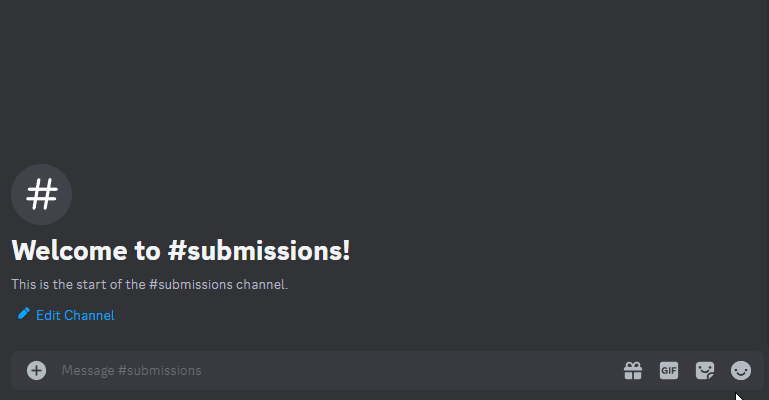 #
Welcome to #submissions!
This is the start of the #submissions channel.
Edit Channel
Message #submissions
GIF